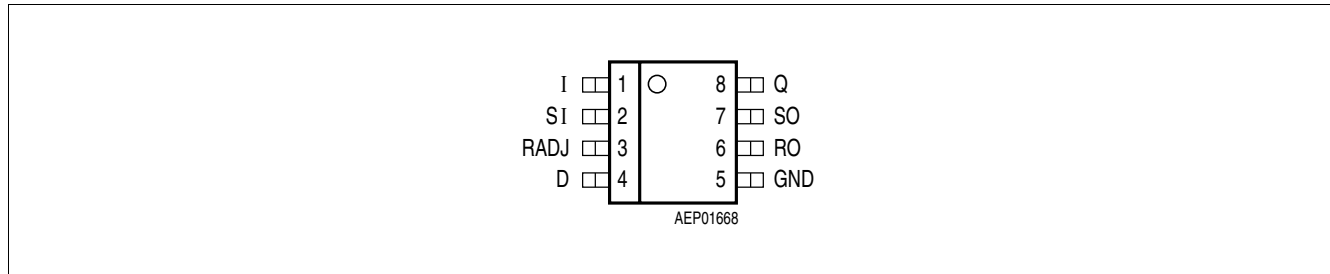 I 1 8 Q
SI 2 7 SO
RADJ 3 6 RO
D 4 5 GND
AEP01668